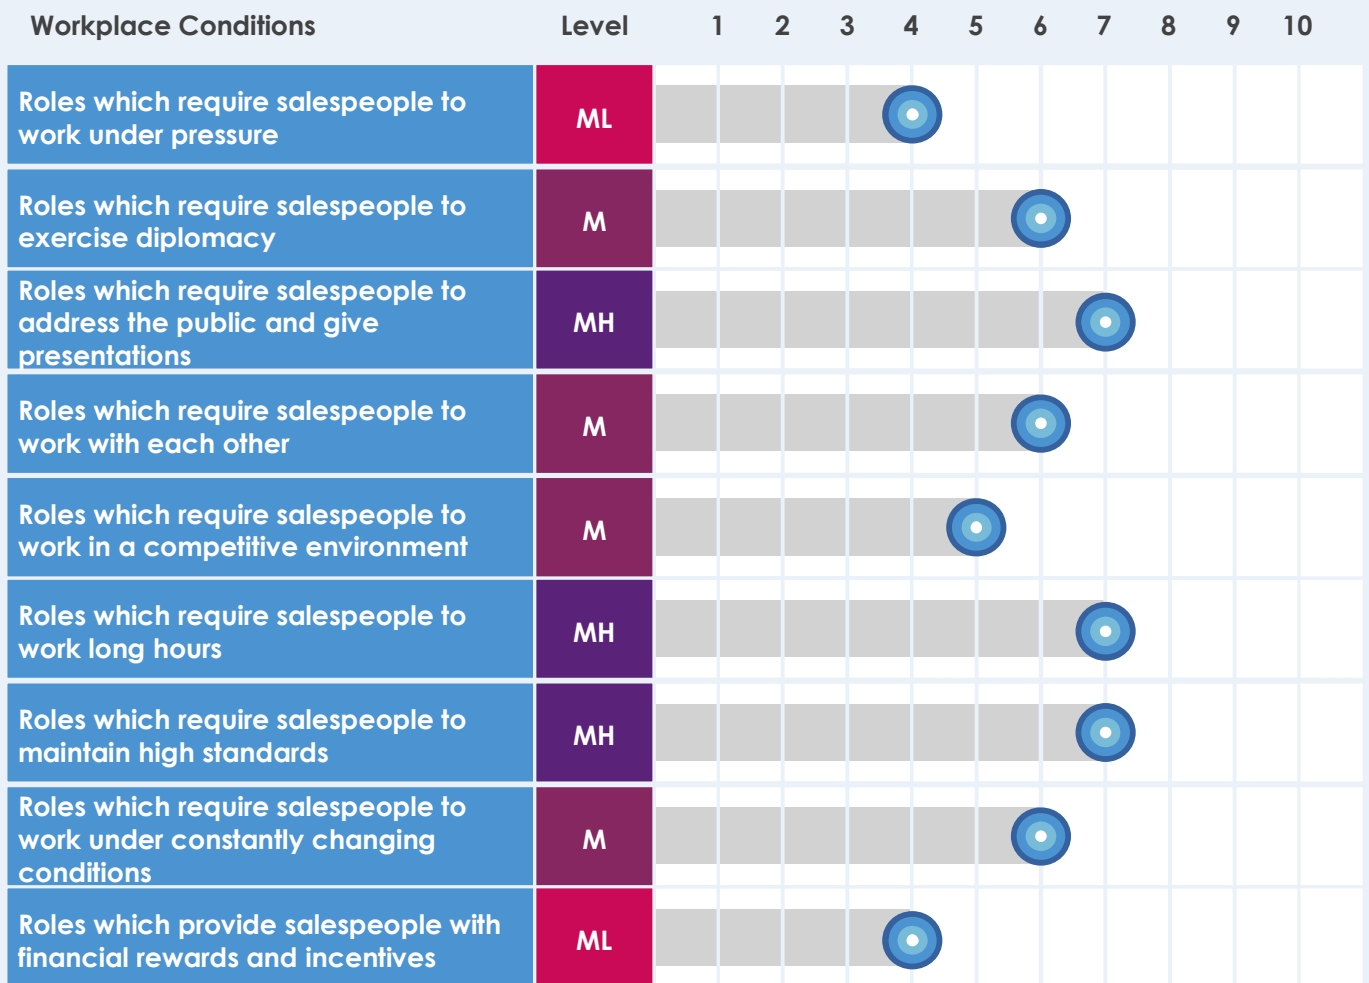 Workplace Conditions Level 1 2 3 4 5 6 7 8 9 10
Roles which require salespeople to
work under pressure
ML
Roles which require salespeople to
exercise diplomacy
M
Roles which require salespeople to
address the public and give
presentations
MH
Roles which require salespeople to
work with each other
M
Roles which require salespeople to
work in a competitive environment
M
Roles which require salespeople to
work long hours
MH
Roles which require salespeople to
maintain high standards
MH
Roles which require salespeople to
work under constantly changing
conditions
M
Roles which provide salespeople with
financial rewards and incentives
ML